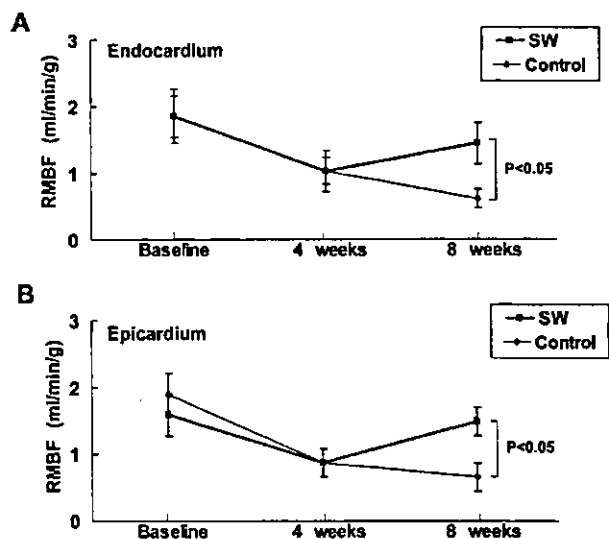 A
Endocardium
SW
Control
RMBF (ml/min/g)
3
2
1
0
P<0.05
Baseline
4 weeks
8 weeks
B
Epicardium
SW
Control
RMBF (ml/min/g)
3
2
1
0
P<0.05
Baseline
4 weeks
8 weeks